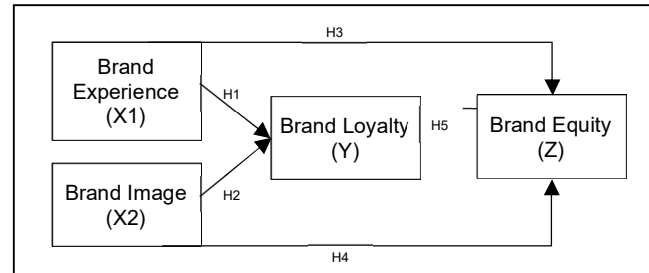 H3
Brand
Experience
(X1)
H1
Brand Loyalty
(Y)
H5
Brand Equity
(Z)
Brand Image
(X2)
H2
H4